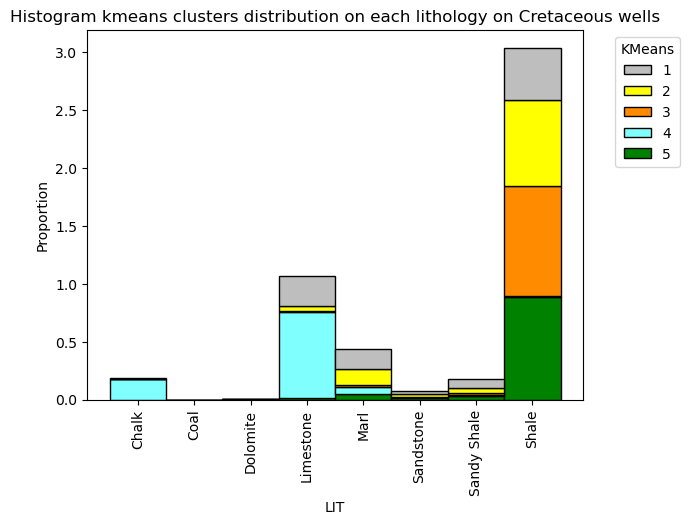 Histogram kmeans clusters distribution on each lithology on Cretaceous wells
KMeans
1
2
3
4
5
Proportion
3.0
2.5
2.0
1.5
1.0
0.5
0.0
Chalk
Coal
Dolomite
Limestone
Marl
Sandstone
Sandy Shale
Shale
LIT